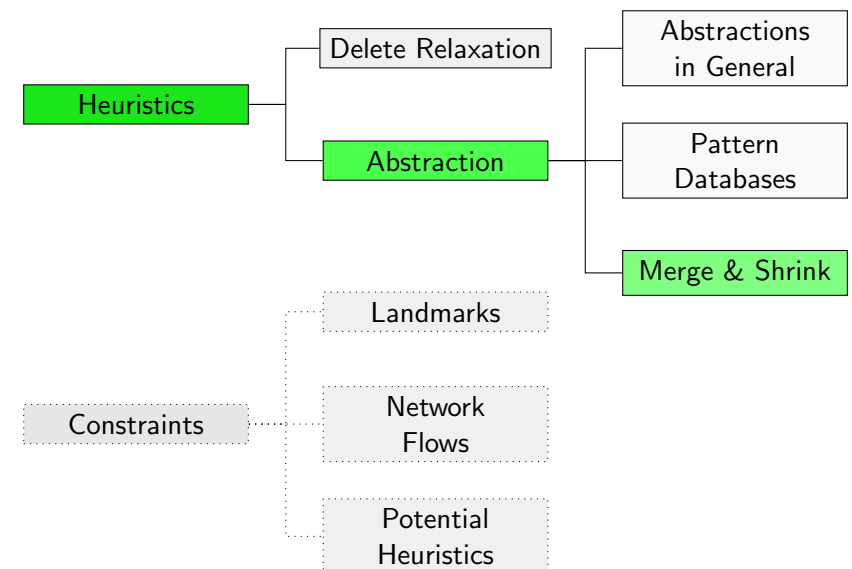 Heuristics
Delete Relaxation
Abstraction
Abstractions
in General
Pattern
Databases
Merge & Shrink
Constraints
Landmarks
Network
Flows
Potential
Heuristics